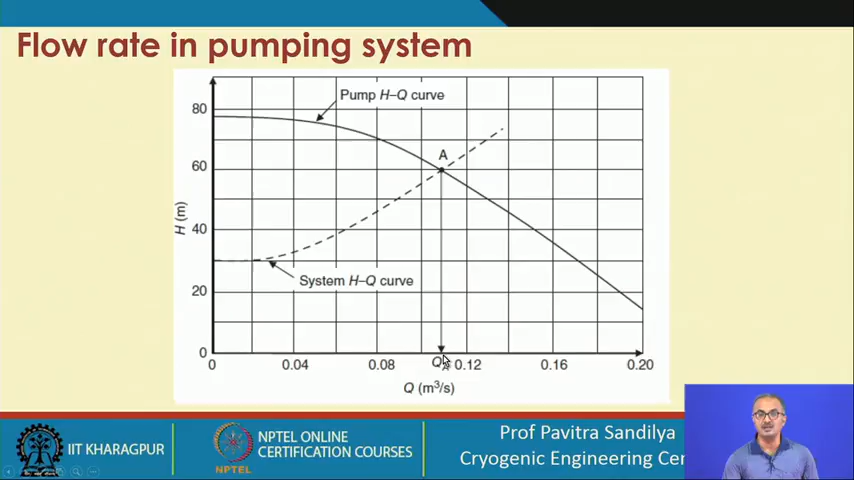 Flow rate in pumping system
Pump H–Q curve
A
System H–Q curve
H (m)
80
60
40
20
0
0 0.04 0.08 0.12 0.16 0.20
Q (m³/s)
IIT KHARAGPUR
NPTEL
NPTEL ONLINE
CERTIFICATION COURSES
Prof Pavitra Sandilya
Cryogenic Engineering Cen